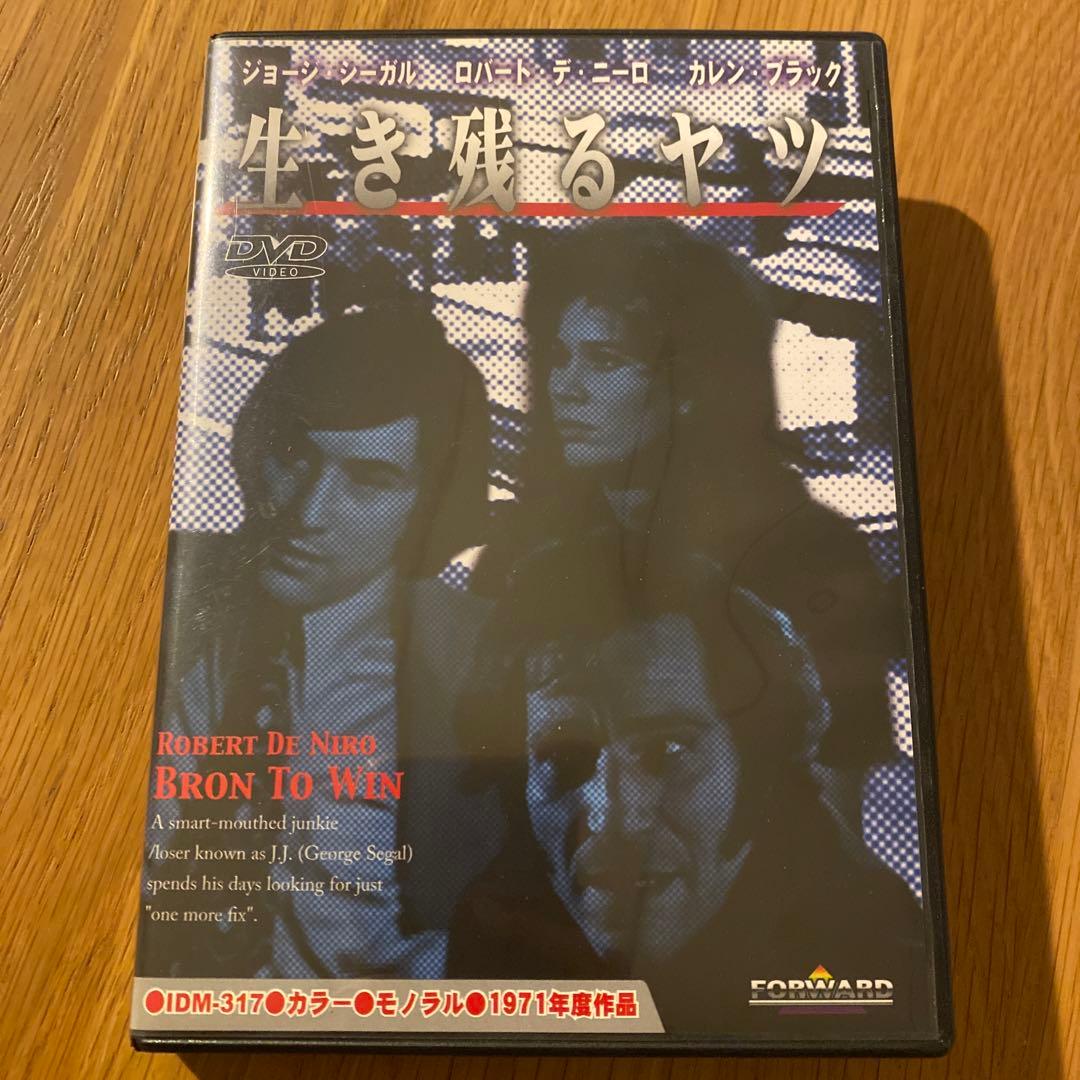 ジョージ・シーガル ロバート・デ・ニーロ カレン・ブラック
生き残るヤツ
DVD
VIDEO
ROBERT DE NIRO
BRON TO WIN
A smart-mouthed junkie
/loser known as J.J. (George Segal)
spends his days looking for just
"one more fix".
●IDM-317●カラー●モノラル●1971年度作品
FORWARD